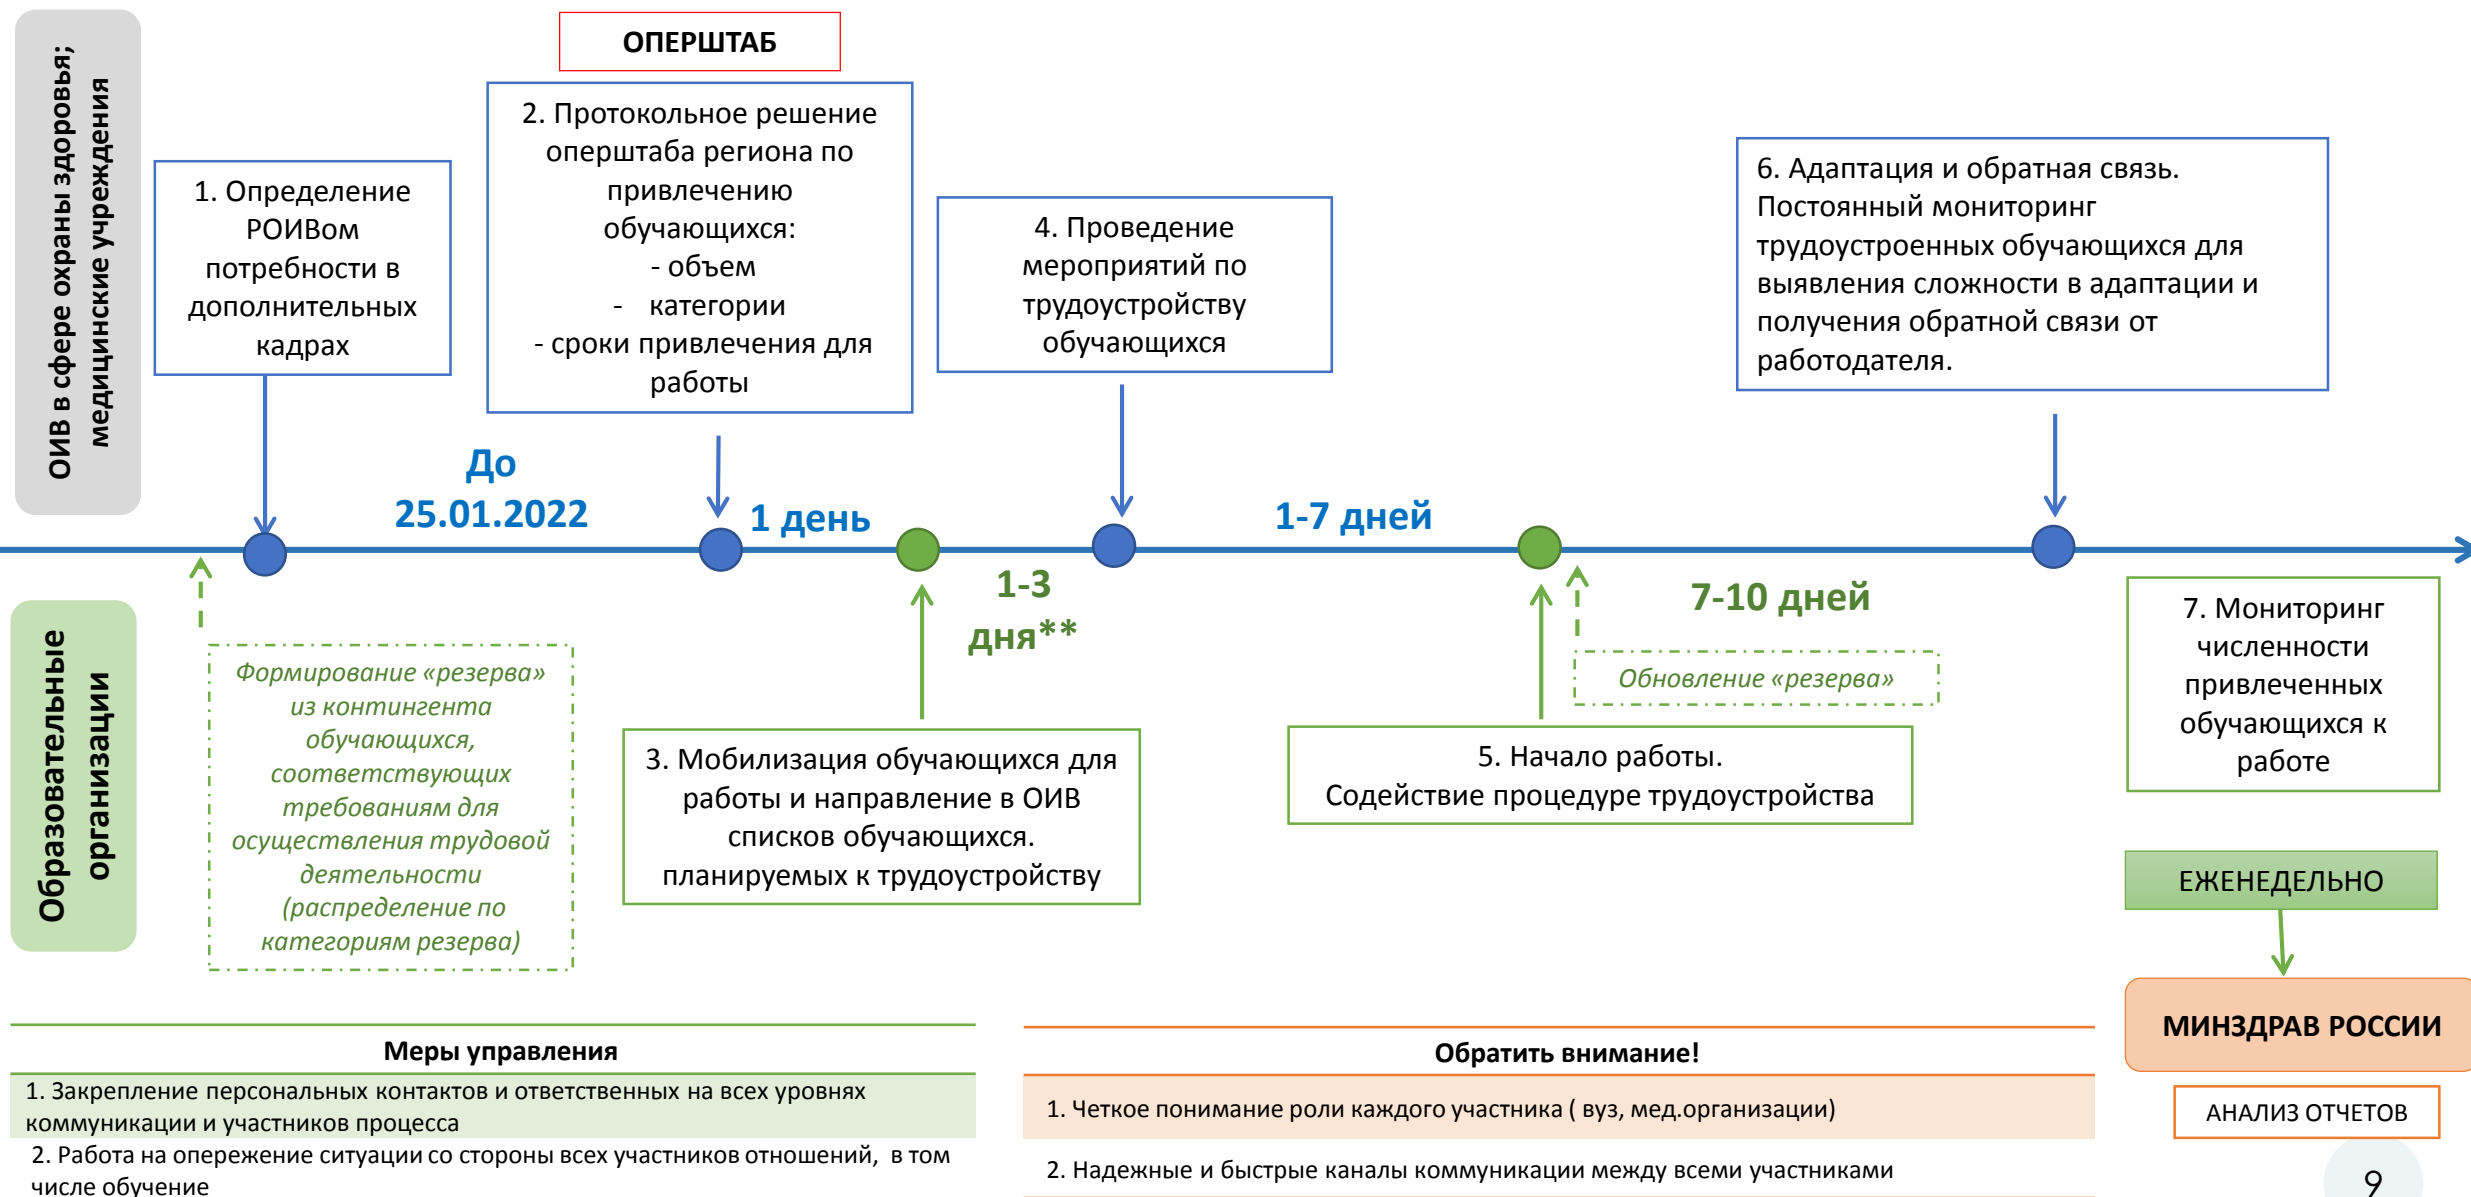 ОИВ в сфере охраны здоровья;
медицинские учреждения
ОПЕРШТАБ
1. Определение
РОИВом
потребности в
дополнительных
кадрах
2. Протокольное решение
оперштаба региона по
привлечению
обучающихся:
- объем
- категории
- сроки привлечения для
работы
4. Проведение
мероприятий по
трудоустройству
обучающихся
6. Адаптация и обратная связь.
Постоянный мониторинг
трудоустроенных обучающихся для
выявления сложности в адаптации и
получения обратной связи от
работодателя.
До
25.01.2022
1 день
1-7 дней
1-3
дня**
7-10 дней
Образовательные
организации
Формирование «резерва»
из контингента
обучающихся,
соответствующих
требованиям для
осуществления трудовой
деятельности
(распределение по
категориям резерва)
3. Мобилизация обучающихся для
работы и направление в ОИВ
списков обучающихся.
планируемых к трудоустройству
Обновление «резерва»
5. Начало работы.
Содействие процедуре трудоустройства
7. Мониторинг
численности
привлеченных
обучающихся к
работе
ЕЖЕНЕДЕЛЬНО
МИНЗДРАВ РОССИИ
АНАЛИЗ ОТЧЕТОВ
Меры управления
1. Закрепление персональных контактов и ответственных на всех уровнях
коммуникации и участников процесса
2. Работа на опережение ситуации со стороны всех участников отношений, в том
числе обучение
Обратить внимание!
1. Четкое понимание роли каждого участника ( вуз, мед.организации)
2. Надежные и быстрые каналы коммуникации между всеми участниками
9